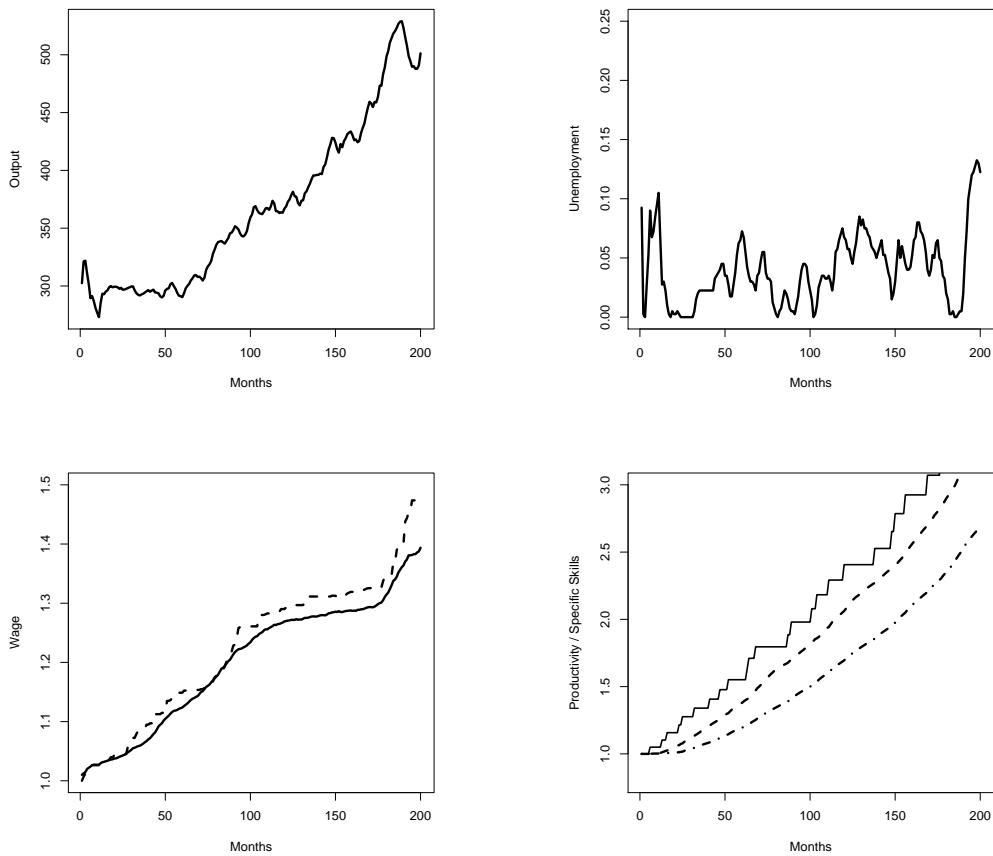 Output
300 350 400 450 500
0 50 100 150 200
Months
Unemployment
0.00 0.05 0.10 0.15 0.20 0.25
0 50 100 150 200
Months
Wage
1.0 1.1 1.2 1.3 1.4 1.5
0 50 100 150 200
Months
Productivity / Specific Skills
1.0 1.5 2.0 2.5 3.0
0 50 100 150 200
Months